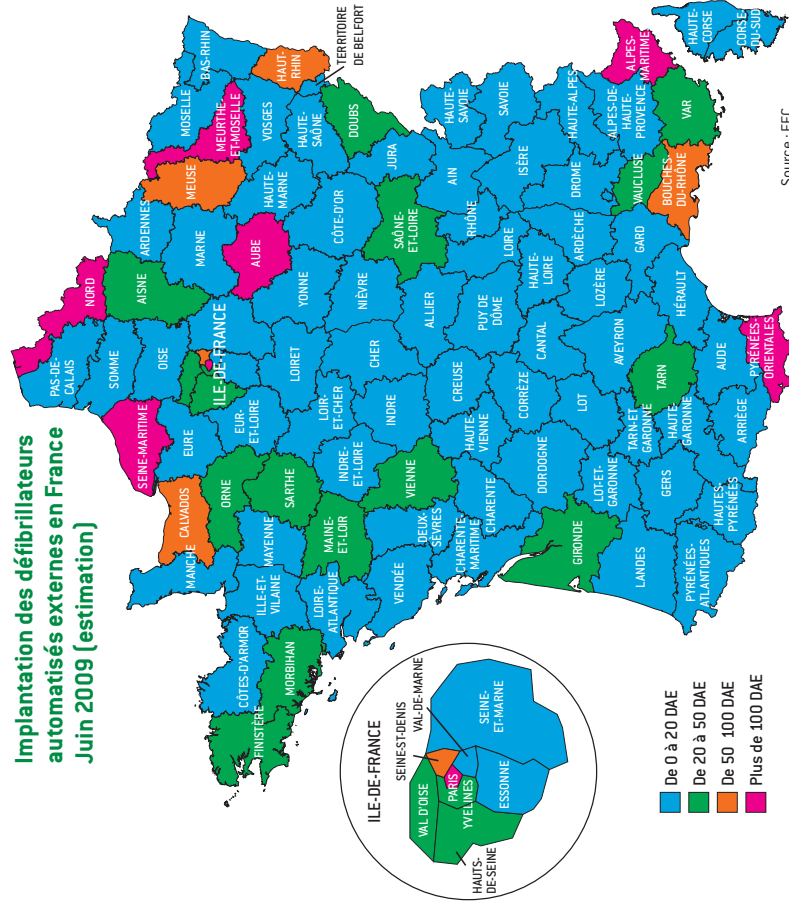 Implantation des défibrillateurs
automatisés externes en France
Juin 2009 (estimation)
PAS-DE-
CALAIS
NORD
SOMME
SEINE-MARITIME
OISE
AISNE
ARDENNES
EURE
ILE-DE-FRANCE
MARNE
MEUSE
MEURTHE-
ET-MOSELLE
MOSELLE
BAS-RHIN
HAUT-
RHIN
TERRITOIRE
DE BELFORT
VOSGES
HAUTE-
SAÔNE
HAUTE-
MARNE
AUBE
MANCHE
CALVADOS
ORNE
EUR-
ET-LOIRE
CÔTES-D'ARMOR
FINISTÈRE
MORBIHAN
ILLE-ET-
VILAINE
MAYENNE
SARTHE
LOIR-
ET-CHER
LOIRET
YONNE
CÔTE-D'OR
DOUBS
JURA
LOIRE-
ATLANTIQUE
MAINE-
ET-LOIR
INDRE-
ET-LOIRE
INDRE
CHER
NIÈVRE
SAÔNE-
ET-LOIRE
VENDÉE
DEUX-
SÈVRES
VIENNE
CREUSE
ALLIER
AIN
HAUTE-
SAVOIE
SAVOIE
CHARENTE
MARITIME
CHARENTE
HAUTE-
VIENNE
CORRÈZE
PUY DE
DÔME
LOIRE
RHÔNE
ISÈRE
HAUTE-
LOIRE
CANTAL
DORDOGNE
GIRONDE
LOT
LOT-ET-
GARONNE
AVEYRON
LOZÈRE
ARDÈCHE
DROME
HAUTE-ALPES
ALPES-DE-
HAUTE-
PROVENCE
ALPES-
MARITIME
VAR
VAUCLUSE
BOUCHES-
DU-RHÔNE
GARD
HÉRAULT
TARN
TARN-ET
GARONNE
HAUTE-
GARONNE
GERS
LANDES
PYRÉNÉES-
ATLANTIQUES
HAUTES-
PYRÉNÉES
ARRIÈGE
AUDE
PYRÉNÉES-
ORIENTALES
HAUTE-
CORSE
CORSE-
DU-SUD
ILE-DE-FRANCE
SEINE-ST-DENIS
VAL-DE-MARNE
VAL D'OISE
PARIS
YVELINES
SEINE-
ET-MARNE
ESSONNE
HAUTS-
DE-SEINE
De 0 à 20 DAE
De 20 à 50 DAE
De 50 100 DAE
Plus de 100 DAE